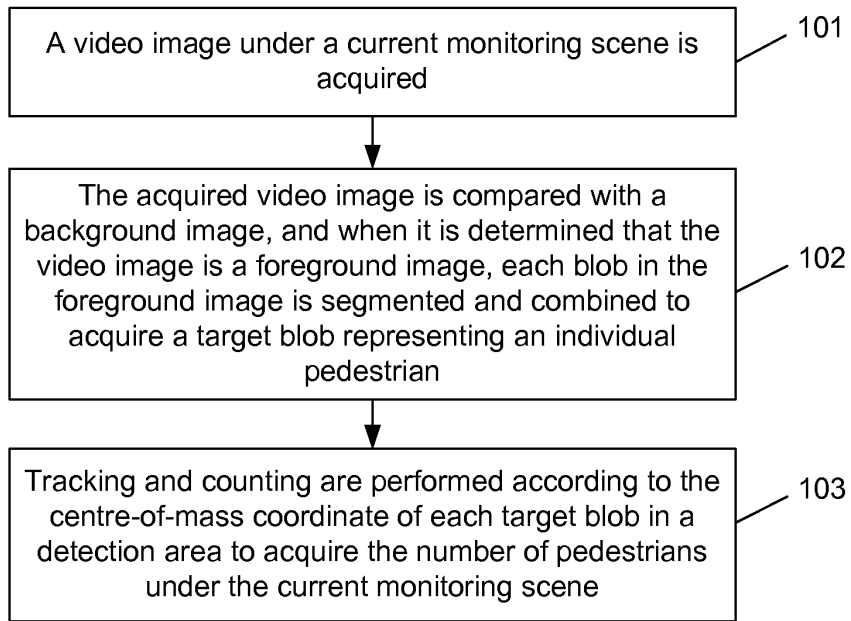 A video image under a current monitoring scene is
acquired
101
The acquired video image is compared with a
background image, and when it is determined that the
video image is a foreground image, each blob in the
foreground image is segmented and combined to
acquire a target blob representing an individual
pedestrian
102
Tracking and counting are performed according to the
centre-of-mass coordinate of each target blob in a
detection area to acquire the number of pedestrians
under the current monitoring scene
103